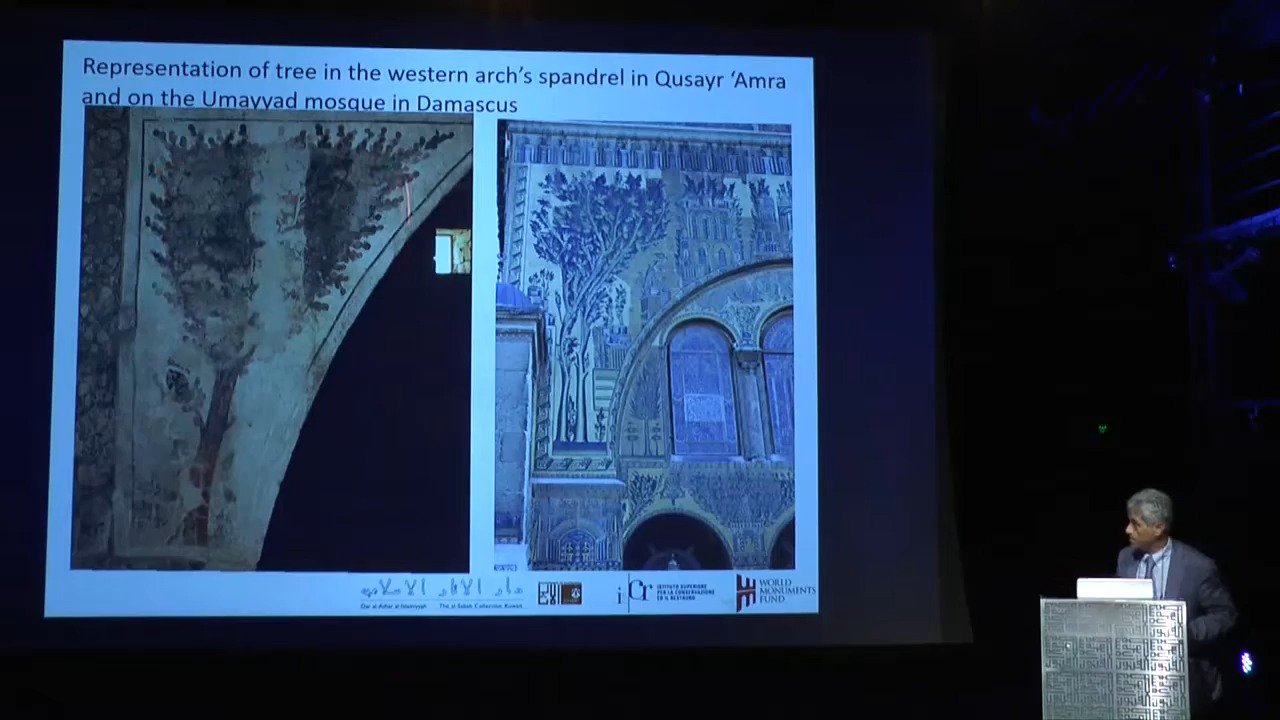 Representation of tree in the western arch's spandrel in Qusayr ‘Amra
and on the Umayyad mosque in Damascus
دار الآثار الإسلامية
Dar al-Athar al-Islamiyyah The al-Sabah Collection, Kuwait
iCR
ISTITUTO SUPERIORE
PER LA CONSERVAZIONE
ED IL RESTAURO
WORLD
MONUMENTS
FUND